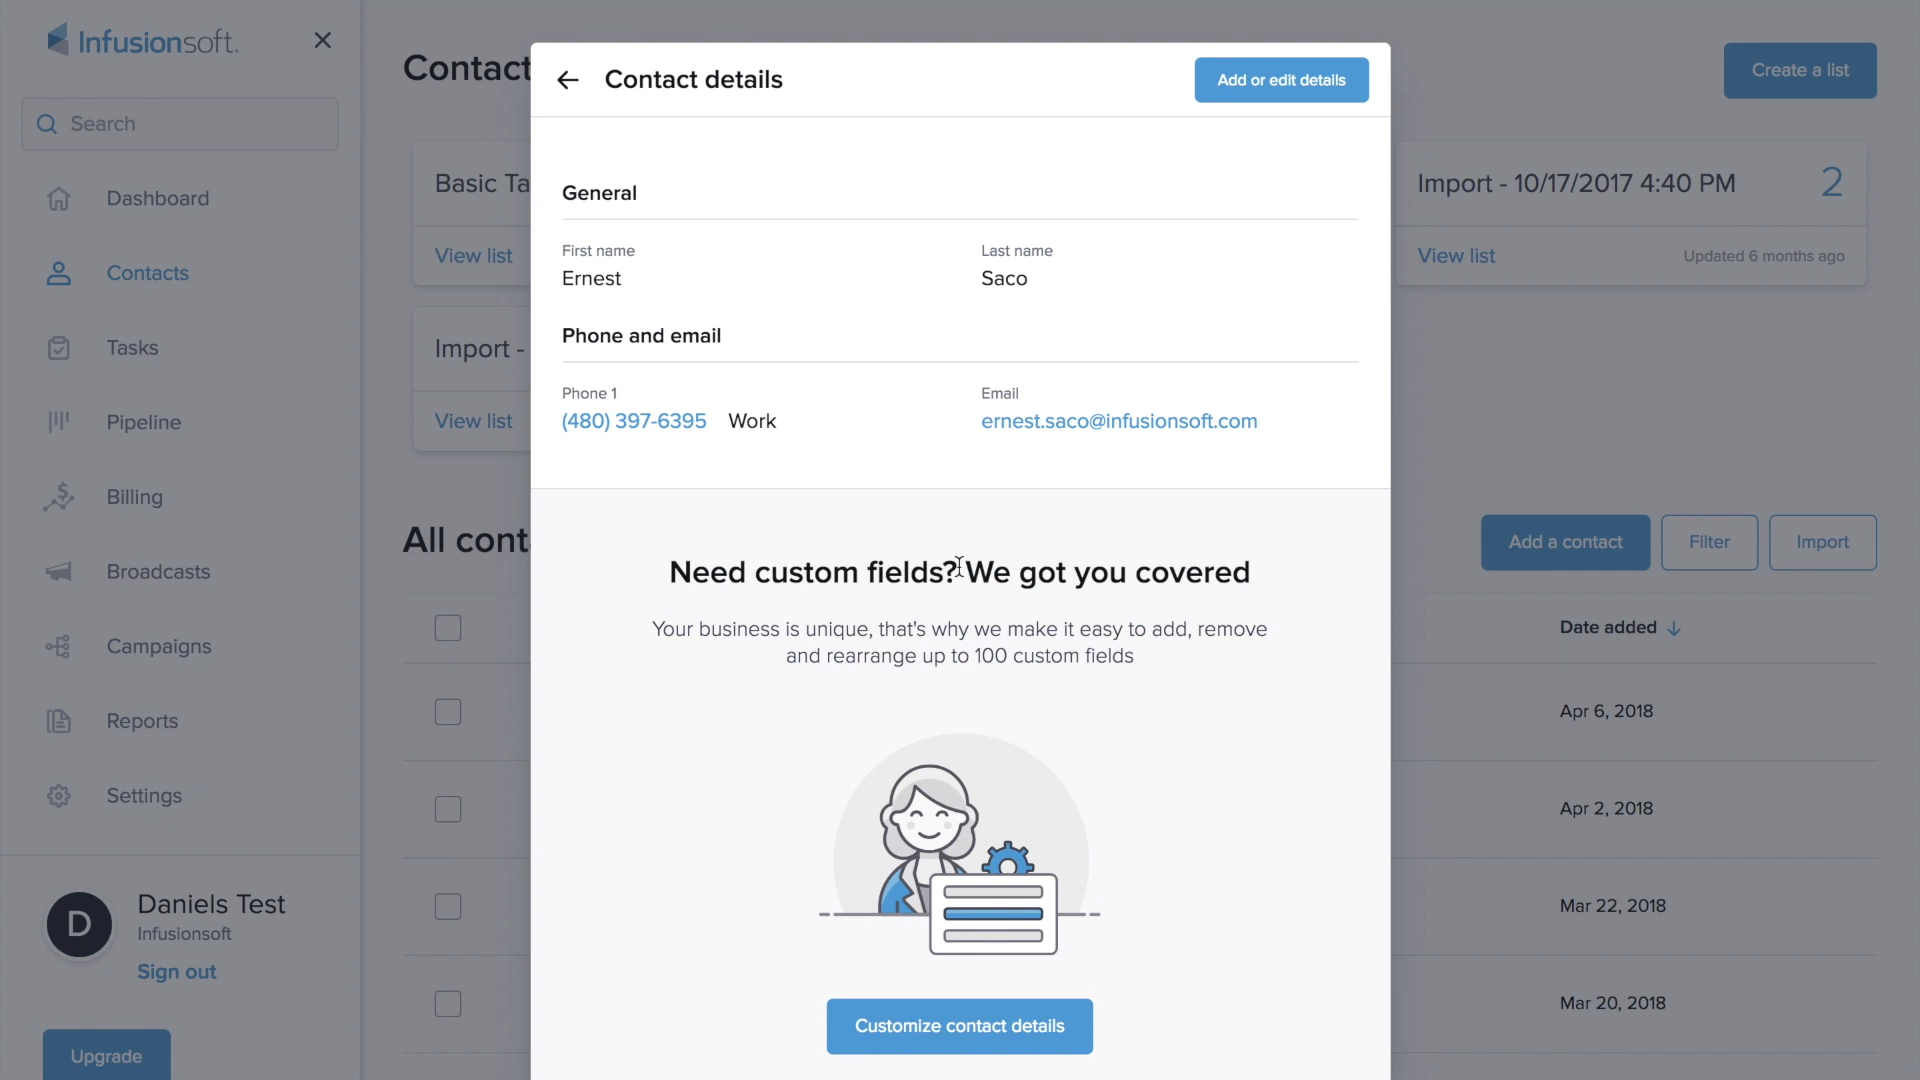 Infusionsoft.
Search
Dashboard
Contacts
Tasks
Pipeline
Billing
Broadcasts
Campaigns
Reports
Settings
D
Daniels Test
Infusionsoft
Sign out
Upgrade
Contact
Create a list
Basic Ta
View list
Import - 10/17/2017 4:40 PM
2
View list
Updated 6 months ago
Import -
View list
All cont
Add a contact
Filter
Import
Date added
Apr 6, 2018
Apr 2, 2018
Mar 22, 2018
Mar 20, 2018
Contact details
Add or edit details
General
First name
Last name
Ernest
Saco
Phone and email
Phone 1
Email
(480) 397-6395 Work
ernest.saco@infusionsoft.com
Need custom fields? We got you covered
Your business is unique, that's why we make it easy to add, remove
and rearrange up to 100 custom fields
Customize contact details